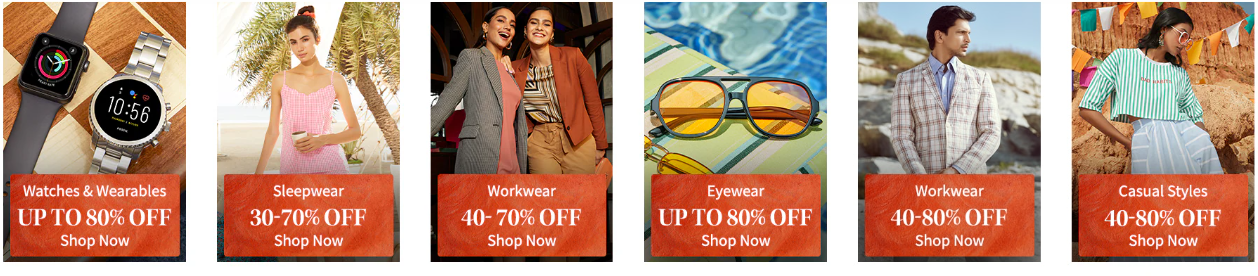 10:56
Watches & Wearables
UP TO 80% OFF
Shop Now
Sleepwear
30-70% OFF
Shop Now
Workwear
40- 70% OFF
Shop Now
Eyewear
UP TO 80% OFF
Shop Now
Workwear
40-80% OFF
Shop Now
Casual Styles
40-80% OFF
Shop Now